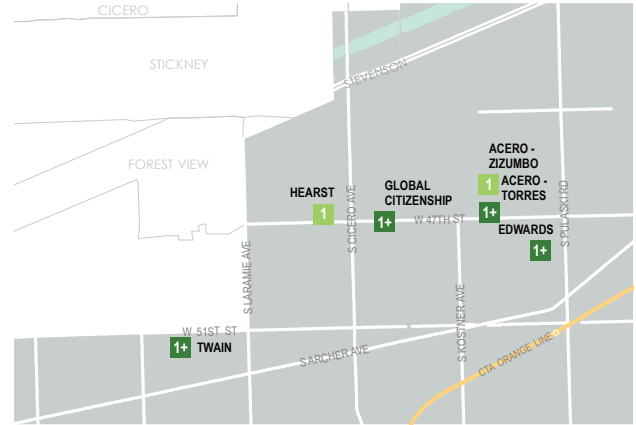 CICERO
STICKNEY
STEVENSON
FOREST VIEW
ACERO -
ZIZUMBO
1
ACERO -
TORRES
1+
HEARST
1
GLOBAL
CITIZENSHIP
1+
W 47TH ST
EDWARDS
1+
S CICERO AVE
S PULASKI RD
S LARAMIE AVE
S KOSTNER AVE
W 51ST ST
1+ TWAIN
S ARCHER AVE
CTA ORANGE LINE